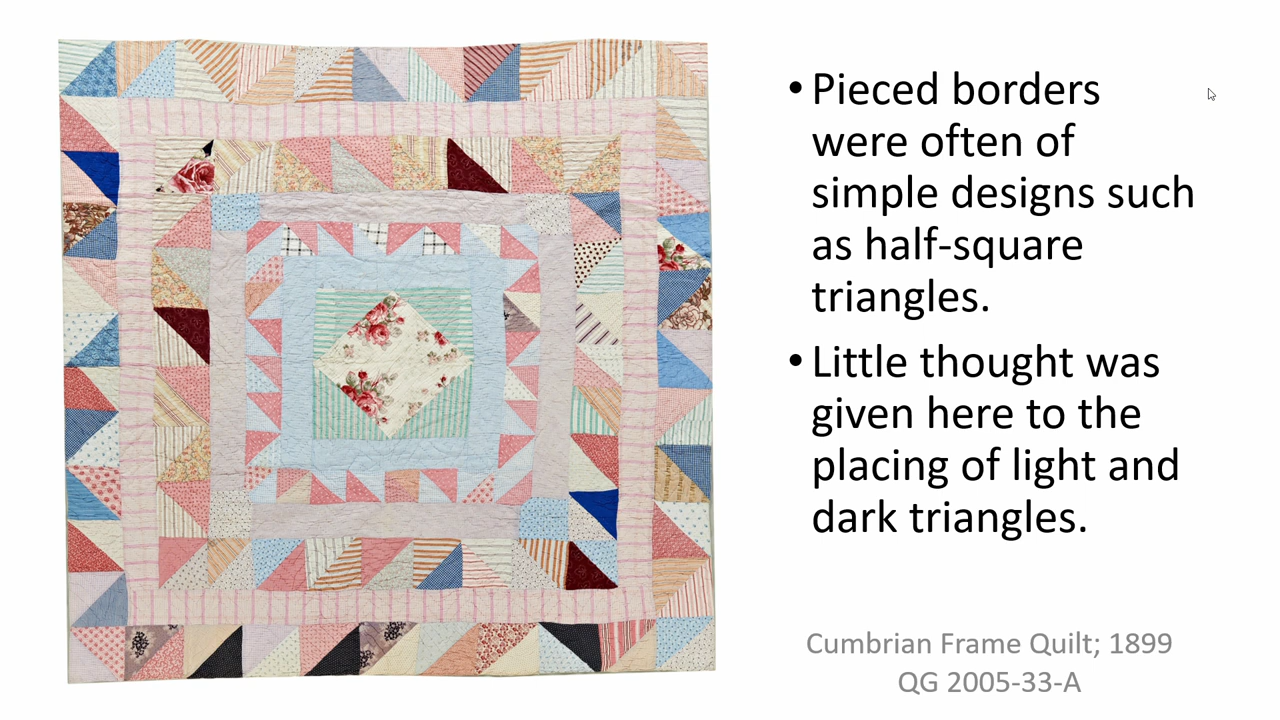 • Pieced borders
were often of
simple designs such
as half-square
triangles.
• Little thought was
given here to the
placing of light and
dark triangles.
Cumbrian Frame Quilt; 1899
QG 2005-33-A